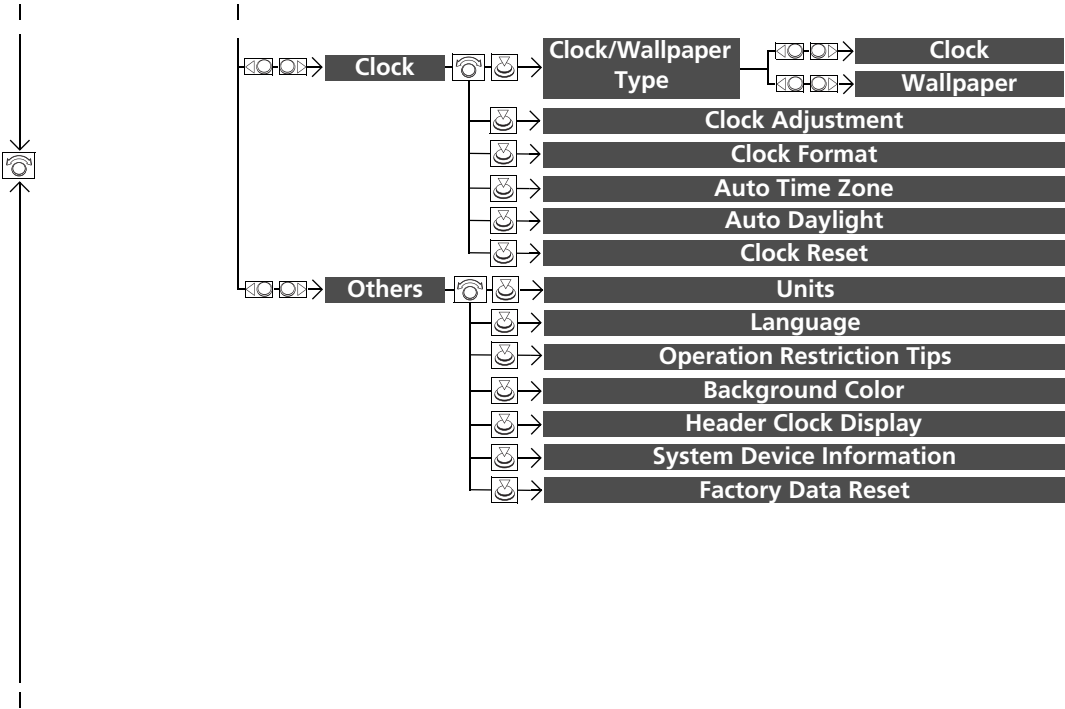 Clock
Clock/Wallpaper
Type
Clock
Wallpaper
Clock Adjustment
Clock Format
Auto Time Zone
Auto Daylight
Clock Reset
Others
Units
Language
Operation Restriction Tips
Background Color
Header Clock Display
System Device Information
Factory Data Reset